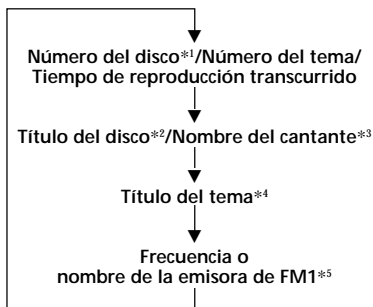 Número del disco*1/Número del tema/
Tiempo de reproducción transcurrido
Título del disco*2/Nombre del cantante*3
Título del tema*4
Frecuencia o
nombre de la emisora de FM1*5